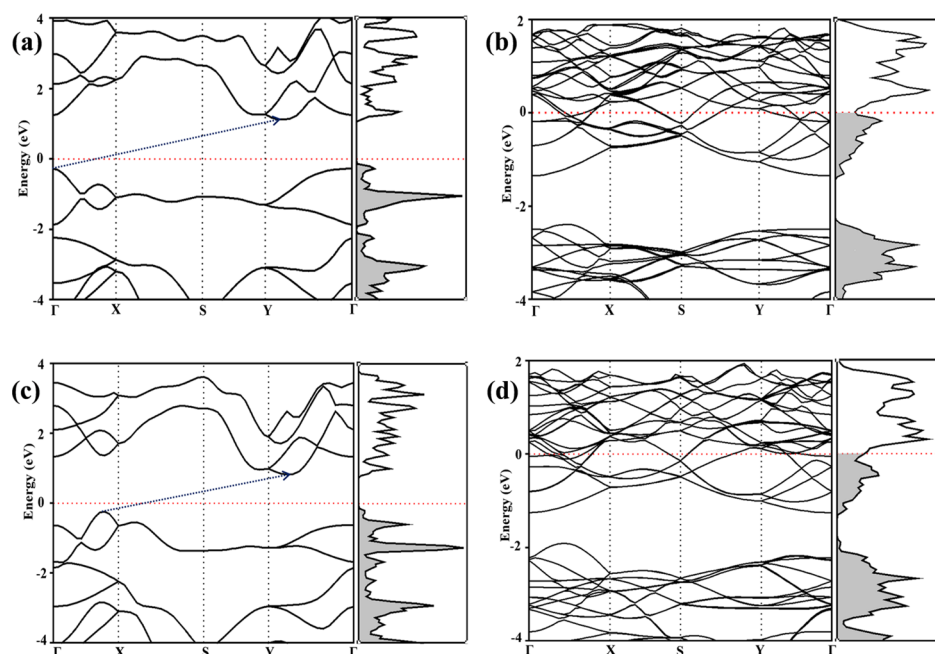 (a)
Energy (eV)
4
2
0
-2
-4
Γ X S Y Γ
(b)
Energy (eV)
2
0
-2
-4
Γ X S Y Γ
(c)
Energy (eV)
4
2
0
-2
-4
Γ X S Y Γ
(d)
Energy (eV)
2
0
-2
-4
Γ X S Y Γ